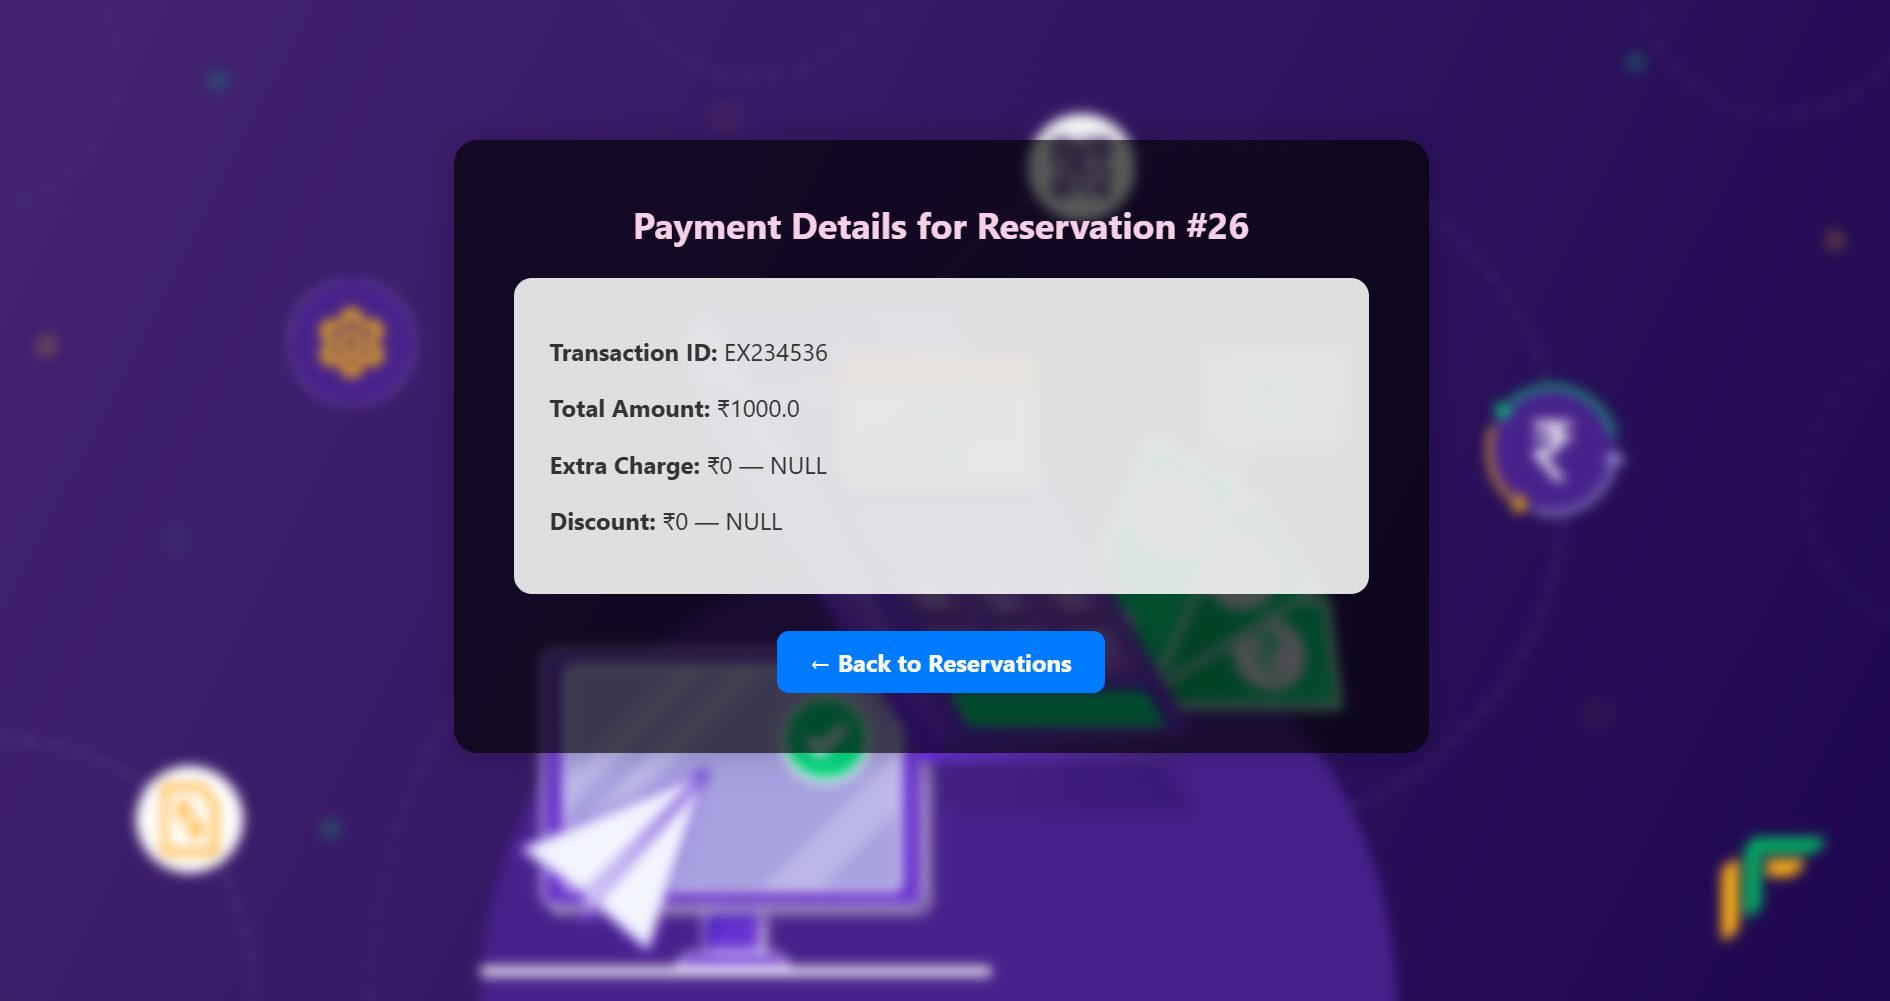 Payment Details for Reservation #26
Transaction ID: EX234536
Total Amount: ₹1000.0
Extra Charge: ₹0 — NULL
Discount: ₹0 — NULL
← Back to Reservations